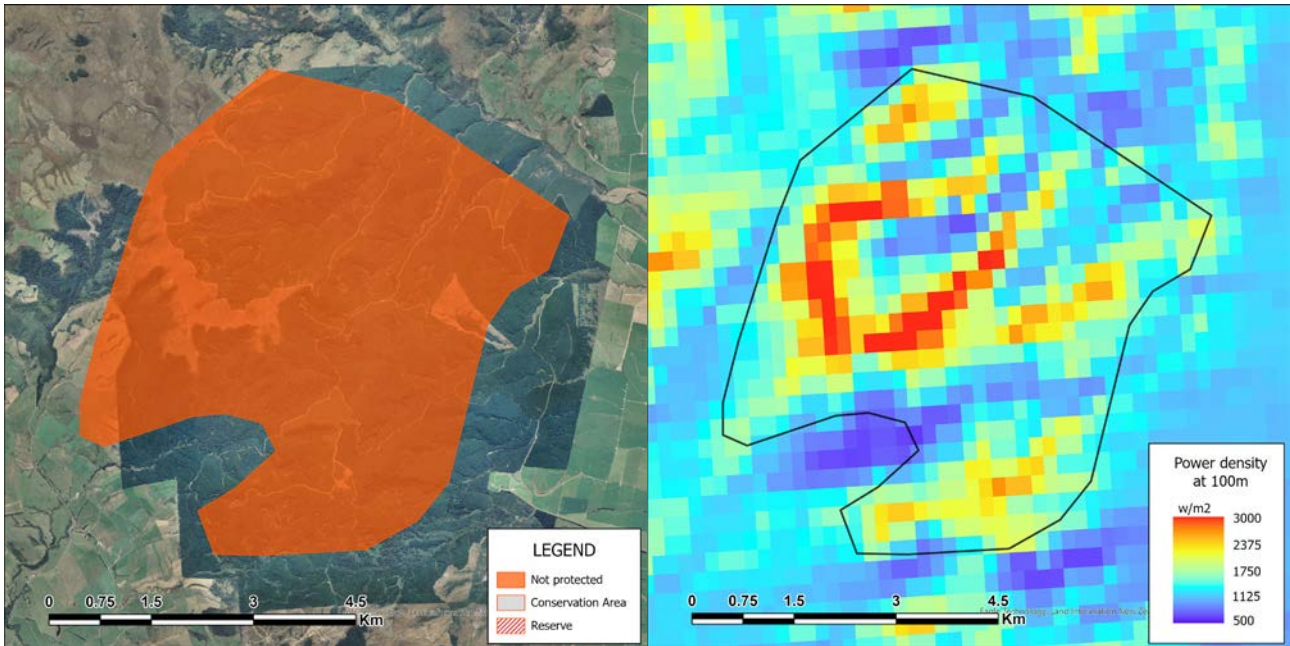 LEGEND
Not protected
Conservation Area
Reserve
0 0.75 1.5 3 4.5
Km
Power density
at 100m
w/m2
3000
2375
1750
1125
500
0 0.75 1.5 3 4.5
Km